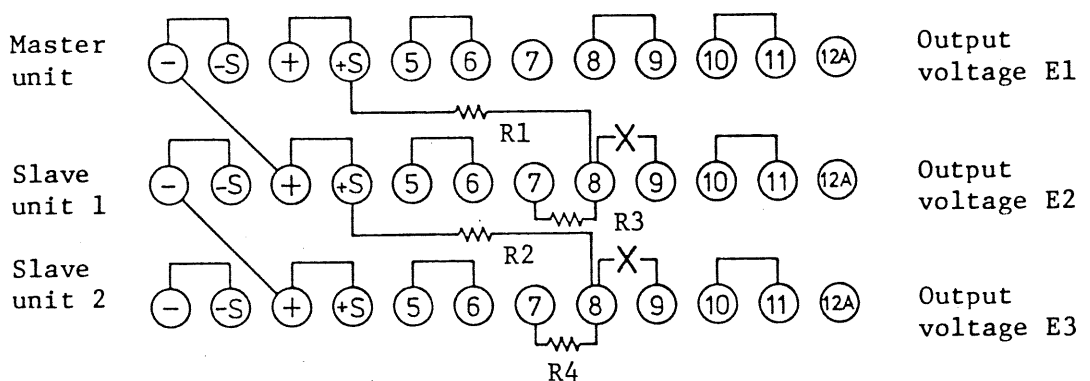 Master unit
− -S + +S 5 6 7 8 9 10 11 12A
Output voltage E1
R1
Slave unit 1
− -S + +S 5 6 7 8 9 10 11 12A
Output voltage E2
R3
R2
Slave unit 2
− -S + +S 5 6 7 8 9 10 11 12A
Output voltage E3
R4